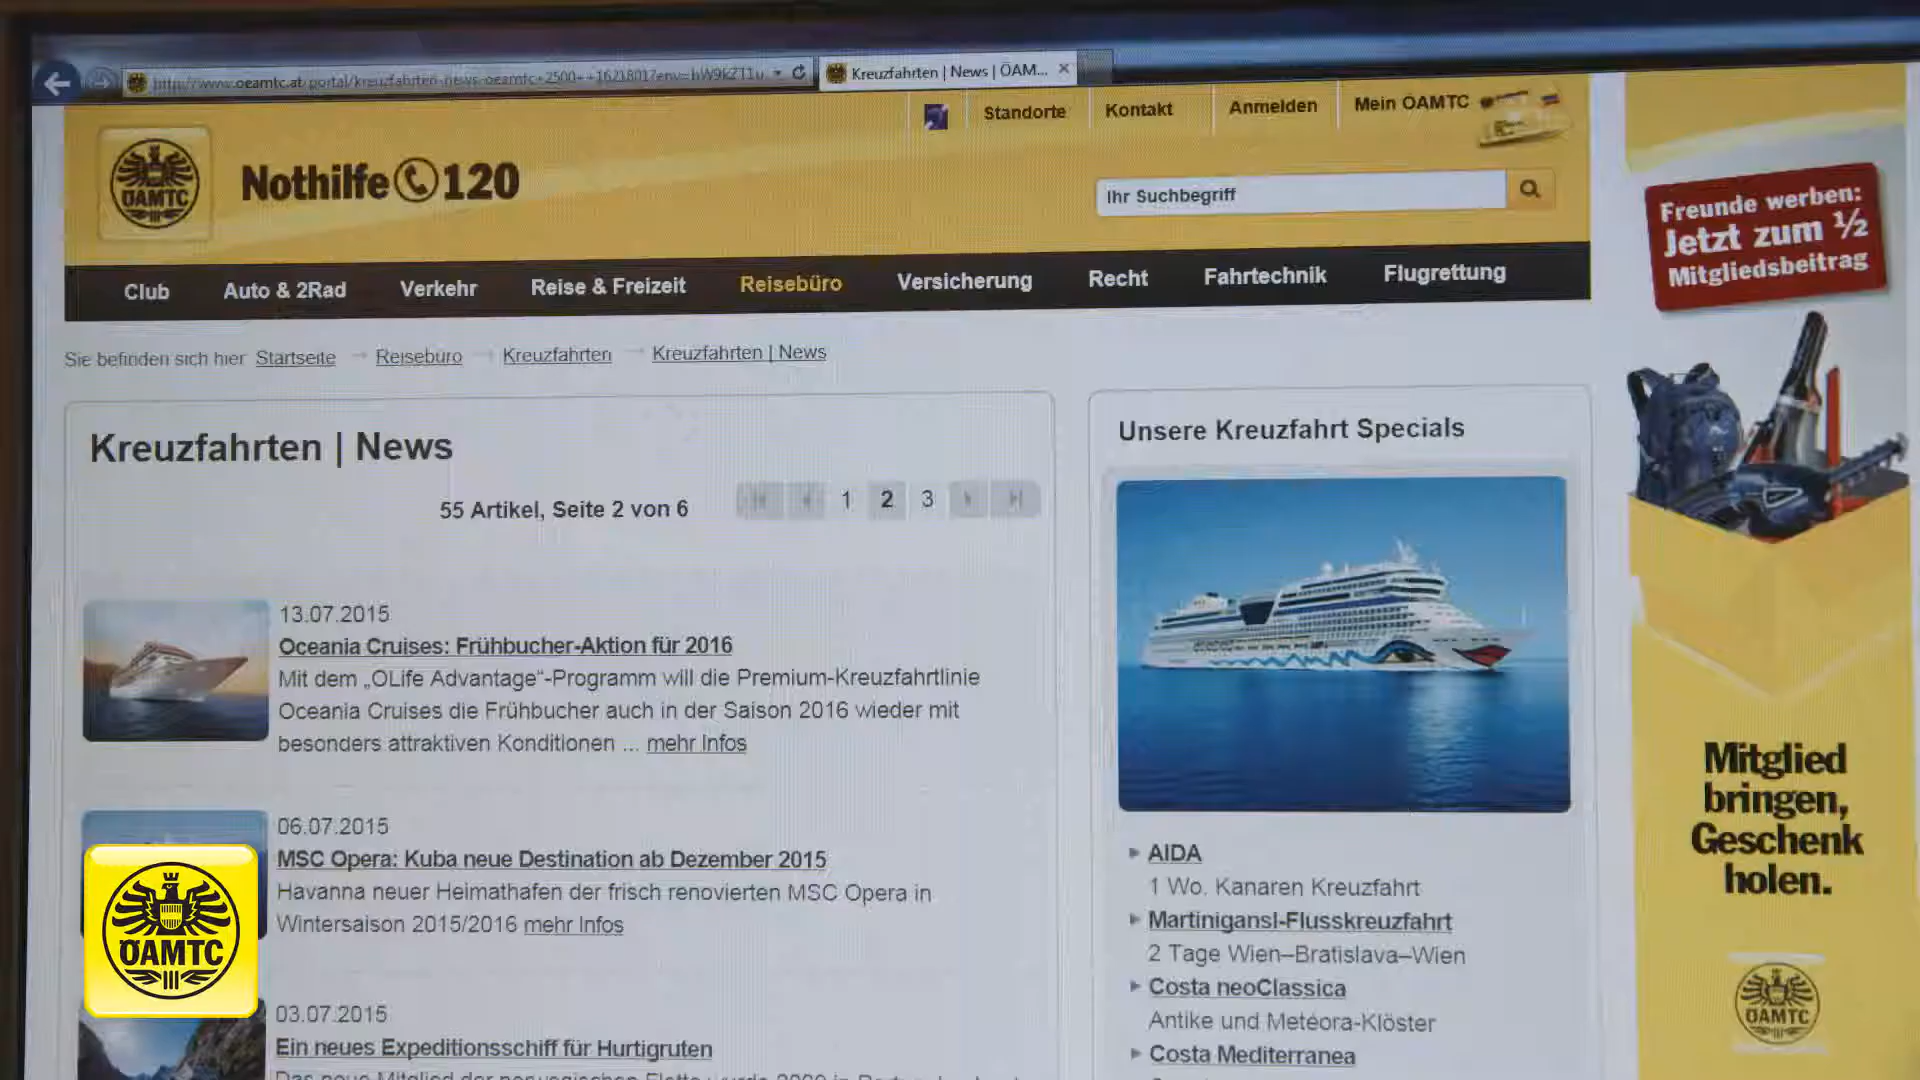 Kreuzfahrten | News | ÖAM...
Standorte
Kontakt
Anmelden
Mein ÖAMTC
ÖAMTC
Nothilfe 120
Ihr Suchbegriff
Club
Auto & 2Rad
Verkehr
Reise & Freizeit
Reisebüro
Versicherung
Recht
Fahrtechnik
Flugrettung
Sie befinden sich hier Startseite → Reisebüro → Kreuzfahrten → Kreuzfahrten | News
Kreuzfahrten | News
55 Artikel, Seite 2 von 6
1 2 3
13.07.2015
Oceania Cruises: Frühbucher-Aktion für 2016
Mit dem „OLife Advantage“-Programm will die Premium-Kreuzfahrtlinie
Oceania Cruises die Frühbucher auch in der Saison 2016 wieder mit
besonders attraktiven Konditionen ... mehr Infos
06.07.2015
MSC Opera: Kuba neue Destination ab Dezember 2015
Havanna neuer Heimathafen der frisch renovierten MSC Opera in
Wintersaison 2015/2016 mehr Infos
03.07.2015
Ein neues Expeditionsschiff für Hurtigruten
Unsere Kreuzfahrt Specials
AIDA
1 Wo. Kanaren Kreuzfahrt
Martinigansl-Flusskreuzfahrt
2 Tage Wien–Bratislava–Wien
Costa neoClassica
Antike und Meteora-Klöster
Costa Mediterranea
Freunde werben:
Jetzt zum ½
Mitgliedsbeitrag
Mitglied
bringen,
Geschenk
holen.
ÖAMTC
ÖAMTC